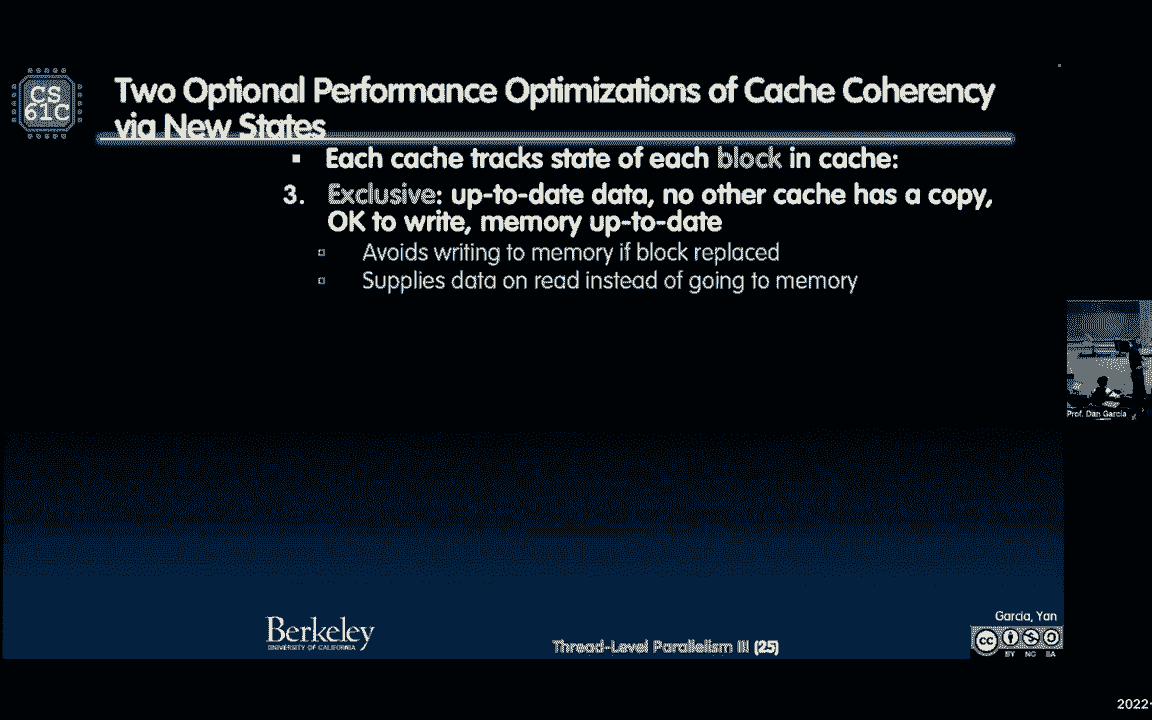 CS
61C
Two Optional Performance Optimizations of Cache Coherency
via New States
▪ Each cache tracks state of each block in cache:
3. Exclusive: up-to-date data, no other cache has a copy,
OK to write, memory up-to-date
▫ Avoids writing to memory if block replaced
▫ Supplies data on read instead of going to memory
Prof. Dan Garcia
Garcia, Yan
Berkeley
UNIVERSITY OF CALIFORNIA
Thread-Level Parallelism III (25)
cc
BY NC SA
2022-